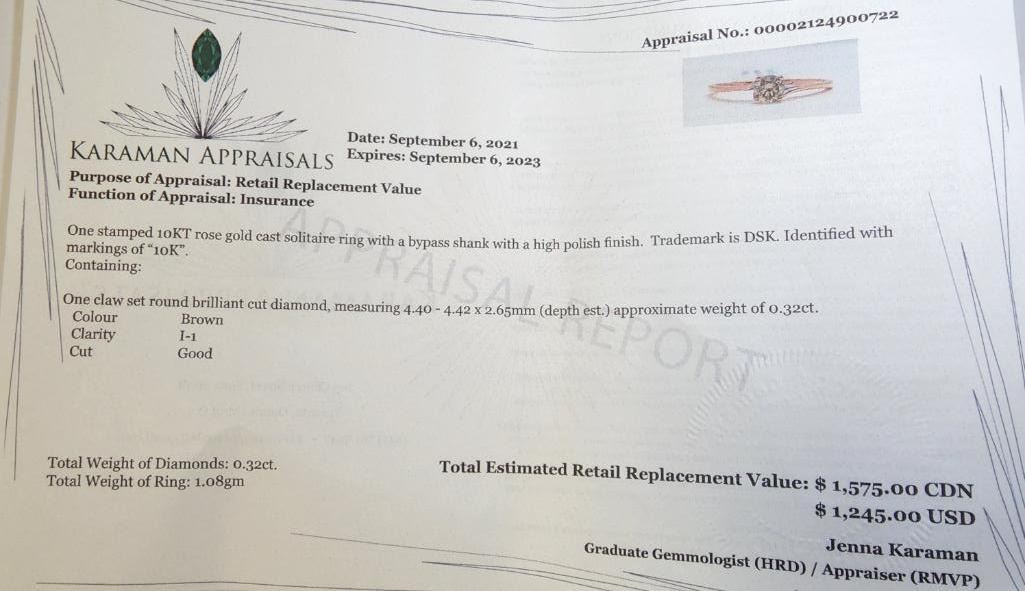 Appraisal No.: 00002124900722
KARAMAN APPRAISALS
Date: September 6, 2021
Expires: September 6, 2023
Purpose of Appraisal: Retail Replacement Value
Function of Appraisal: Insurance
One stamped 10KT rose gold cast solitaire ring with a bypass shank with a high polish finish. Trademark is DSK. Identified with
markings of "10K".
Containing:
One claw set round brilliant cut diamond, measuring 4.40 - 4.42 x 2.65mm (depth est.) approximate weight of 0.32ct.
Colour Brown
Clarity I-1
Cut Good
APPRAISAL REPORT
Total Weight of Diamonds: 0.32ct.
Total Weight of Ring: 1.08gm
Total Estimated Retail Replacement Value: $ 1,575.00 CDN
$ 1,245.00 USD
Jenna Karaman
Graduate Gemmologist (HRD) / Appraiser (RMVP)